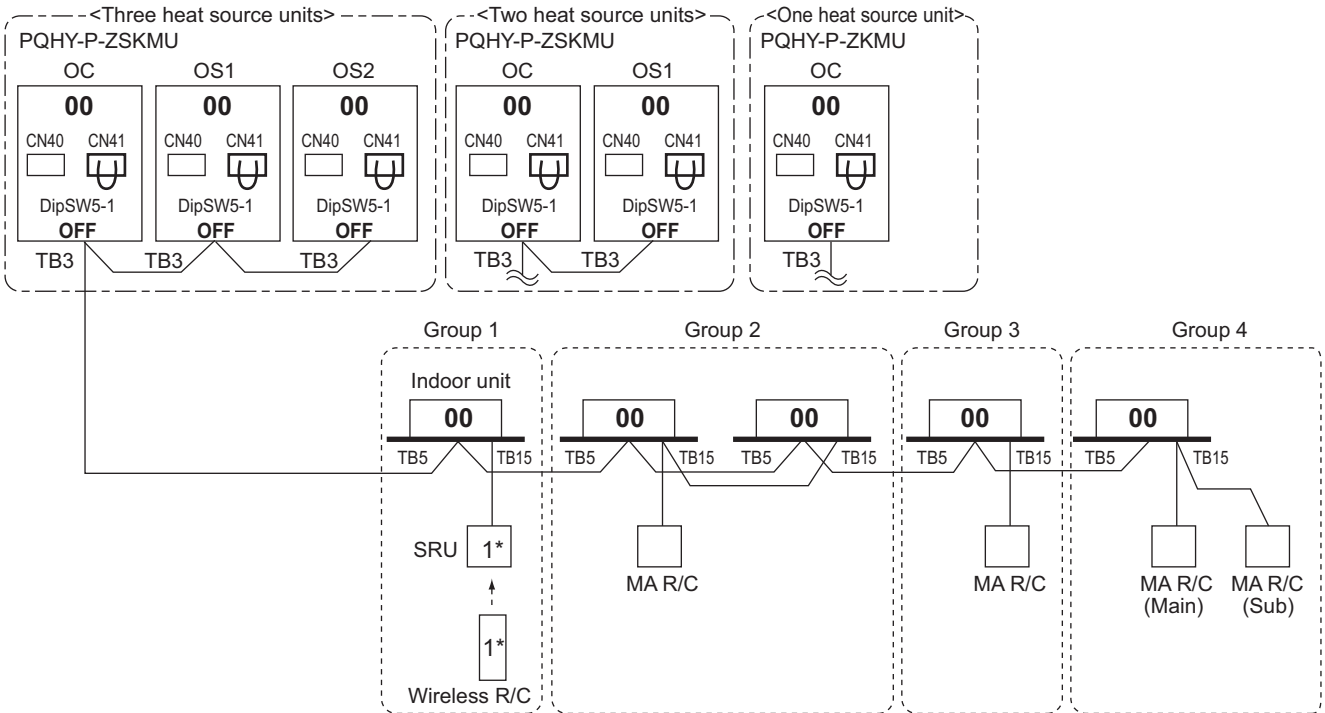 <Three heat source units>
PQHY-P-ZSKMU
OC OS1 OS2
00 00 00
CN40 CN41 CN40 CN41 CN40 CN41
DipSW5-1 DipSW5-1 DipSW5-1
OFF OFF OFF
TB3 TB3 TB3
<Two heat source units>
PQHY-P-ZSKMU
OC OS1
00 00
CN40 CN41 CN40 CN41
DipSW5-1 DipSW5-1
OFF OFF
TB3 TB3
<One heat source unit>
PQHY-P-ZKMU
OC
00
CN40 CN41
DipSW5-1
OFF
TB3
Group 1
Indoor unit
00
TB5 TB15
SRU 1*
1*
Wireless R/C
Group 2
00 00
TB5 TB15 TB5 TB15
MA R/C
Group 3
00
TB5 TB15
MA R/C
Group 4
00
TB5 TB15
MA R/C MA R/C
(Main) (Sub)